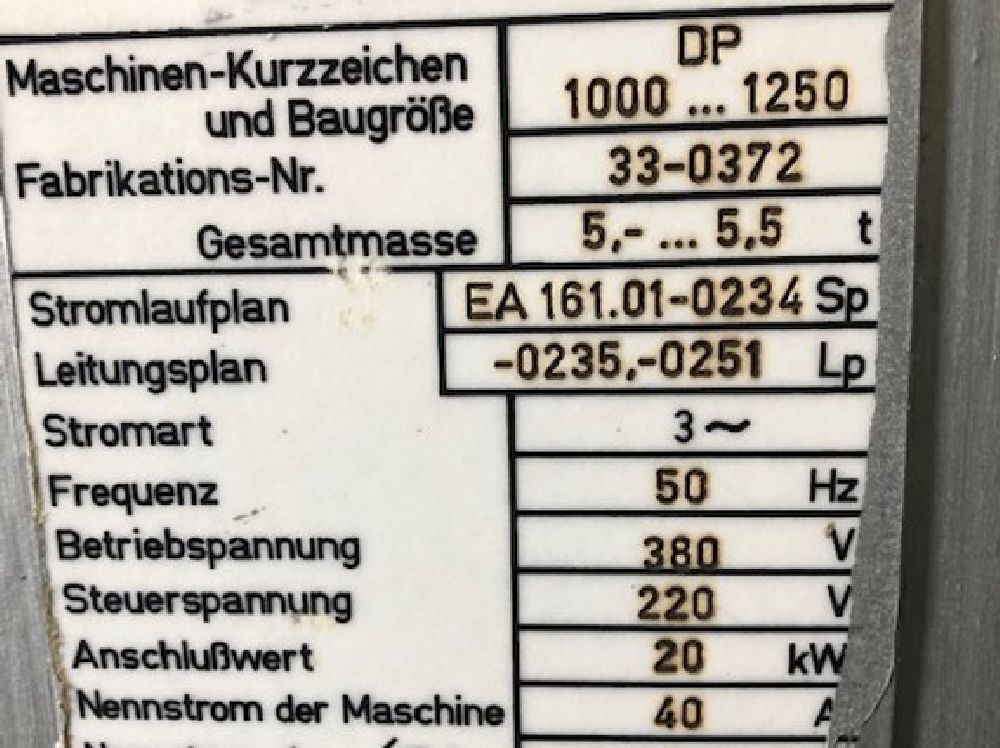 Maschinen-Kurzzeichen und Baugröße DP
1000 ... 1250
Fabrikations-Nr. 33-0372
Gesamtmasse 5,- ... 5,5 t
Stromlaufplan EA 161.01-0234 Sp
Leitungsplan -0235,-0251 Lp
Stromart 3 ~
Frequenz 50 Hz
Betriebspannung 380 V
Steuerspannung 220 V
Anschlußwert 20 kW
Nennstrom der Maschine 40 A